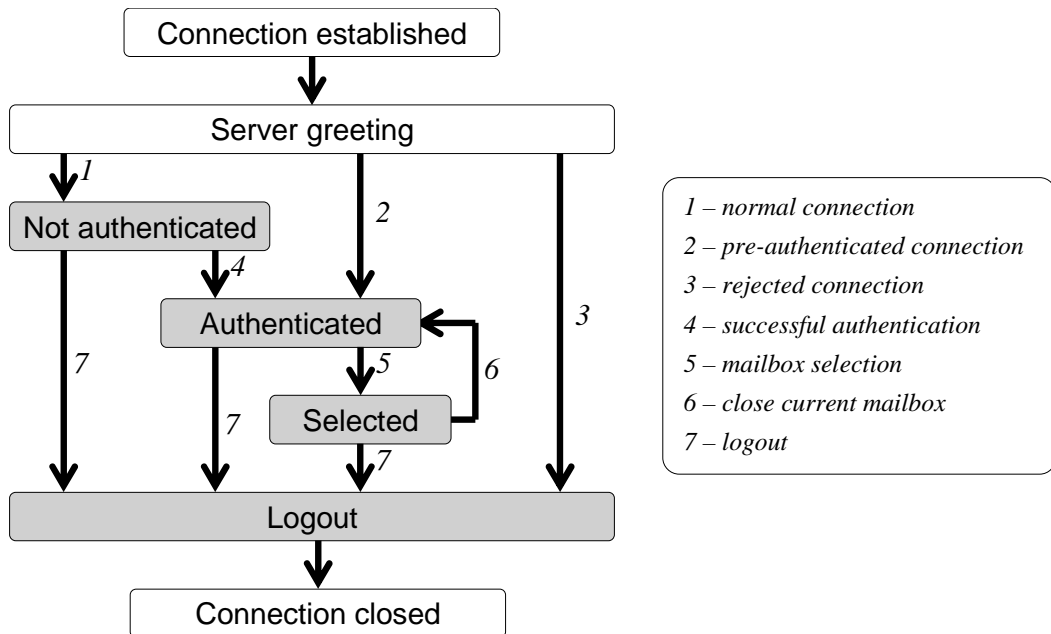 Connection established
Server greeting
1
Not authenticated
2
4
Authenticated
3
7
5
6
Selected
7
7
Logout
Connection closed
1 – normal connection
2 – pre-authenticated connection
3 – rejected connection
4 – successful authentication
5 – mailbox selection
6 – close current mailbox
7 – logout